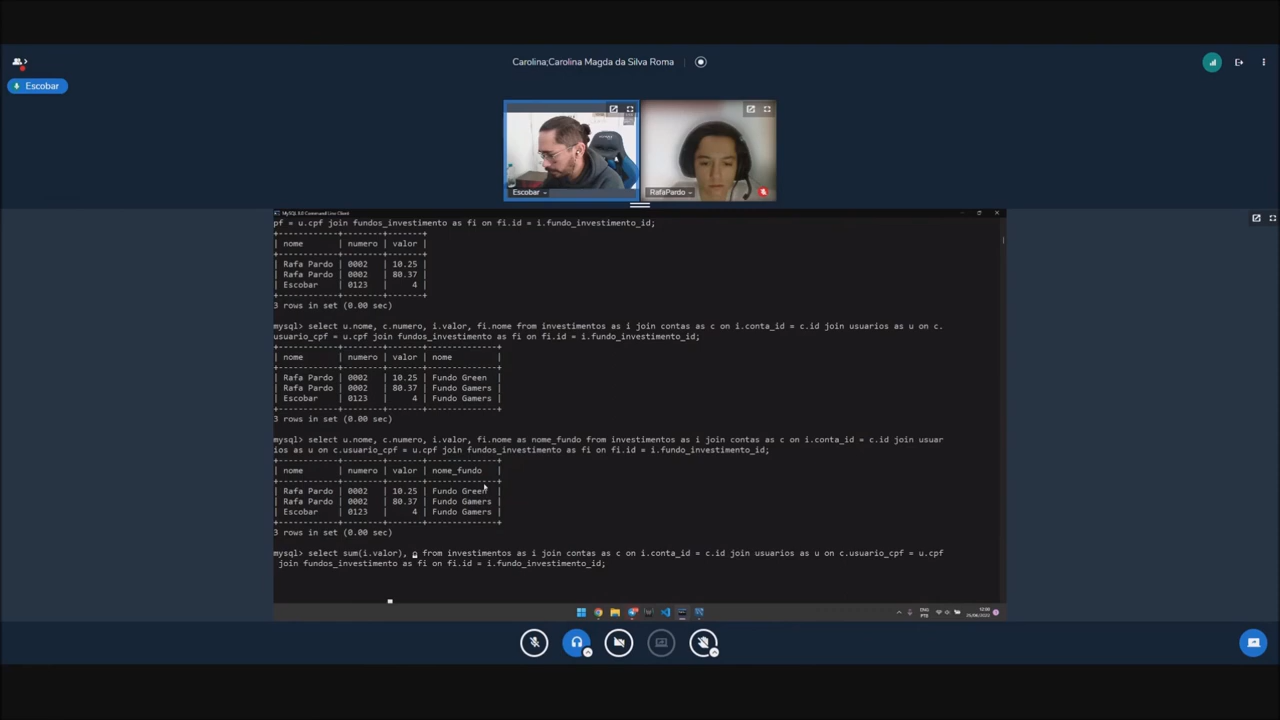 Carolina;Carolina Magda da Silva Roma
Escobar
Escobar
RafaPardo
MySQL 8.0 Command Line Client
pf = u.cpf join fundos_investimento as fi on fi.id = i.fundo_investimento_id;
+------------+--------+-------+
| nome | numero | valor |
+------------+--------+-------+
| Rafa Pardo | 0002 | 10.25 |
| Rafa Pardo | 0002 | 80.37 |
| Escobar | 0123 | 4 |
+------------+--------+-------+
3 rows in set (0.00 sec)
mysql> select u.nome, c.numero, i.valor, fi.nome from investimentos as i join contas as c on i.conta_id = c.id join usuarios as u on c.
usuario_cpf = u.cpf join fundos_investimento as fi on fi.id = i.fundo_investimento_id;
+------------+--------+-------+--------------+
| nome | numero | valor | nome |
+------------+--------+-------+--------------+
| Rafa Pardo | 0002 | 10.25 | Fundo Green |
| Rafa Pardo | 0002 | 80.37 | Fundo Gamers |
| Escobar | 0123 | 4 | Fundo Gamers |
+------------+--------+-------+--------------+
3 rows in set (0.00 sec)
mysql> select u.nome, c.numero, i.valor, fi.nome as nome_fundo from investimentos as i join contas as c on i.conta_id = c.id join usuar
ios as u on c.usuario_cpf = u.cpf join fundos_investimento as fi on fi.id = i.fundo_investimento_id;
+------------+--------+-------+--------------+
| nome | numero | valor | nome_fundo |
+------------+--------+-------+--------------+
| Rafa Pardo | 0002 | 10.25 | Fundo Green |
| Rafa Pardo | 0002 | 80.37 | Fundo Gamers |
| Escobar | 0123 | 4 | Fundo Gamers |
+------------+--------+-------+--------------+
3 rows in set (0.00 sec)
mysql> select sum(i.valor), from investimentos as i join contas as c on i.conta_id = c.id join usuarios as u on c.usuario_cpf = u.cpf
join fundos_investimento as fi on fi.id = i.fundo_investimento_id;
ENG
PTB
12:00